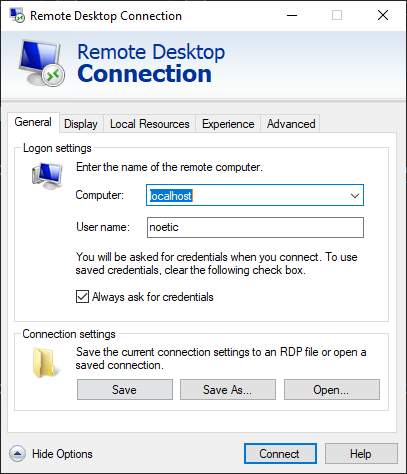 Remote Desktop Connection
Remote Desktop
Connection
General Display Local Resources Experience Advanced
Logon settings
Enter the name of the remote computer.
Computer: localhost
User name: noetic
You will be asked for credentials when you connect. To use
saved credentials, clear the following check box.
Always ask for credentials
Connection settings
Save the current connection settings to an RDP file or open a
saved connection.
Save Save As... Open...
Hide Options Connect Help